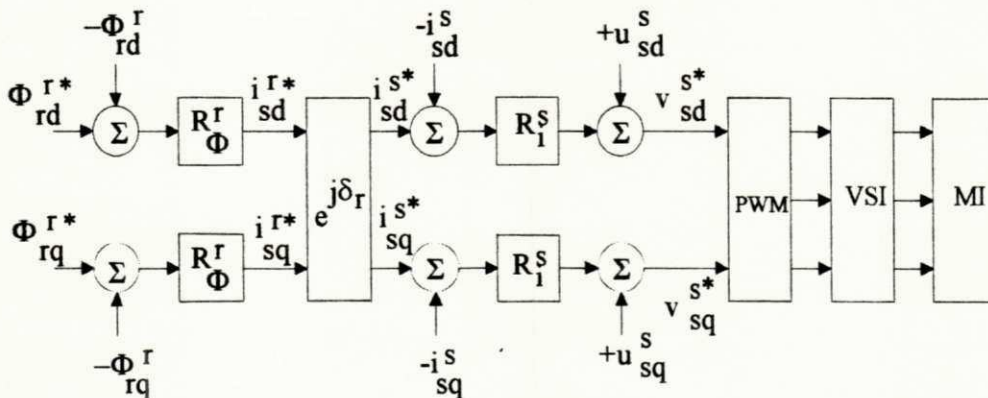 −Φ^r_rd
-i^s_sd
+u^s_sd
Φ^r*_rd
Σ
R^r_Φ
i^r*_sd
i^s*_sd
Σ
R^s_i
Σ
v^s*_sd
e^jδ_r
PWM
VSI
MI
Φ^r*_rq
Σ
R^r_Φ
i^r*_sq
i^s*_sq
Σ
R^s_i
Σ
v^s*_sq
−Φ^r_rq
-i^s_sq
+u^s_sq